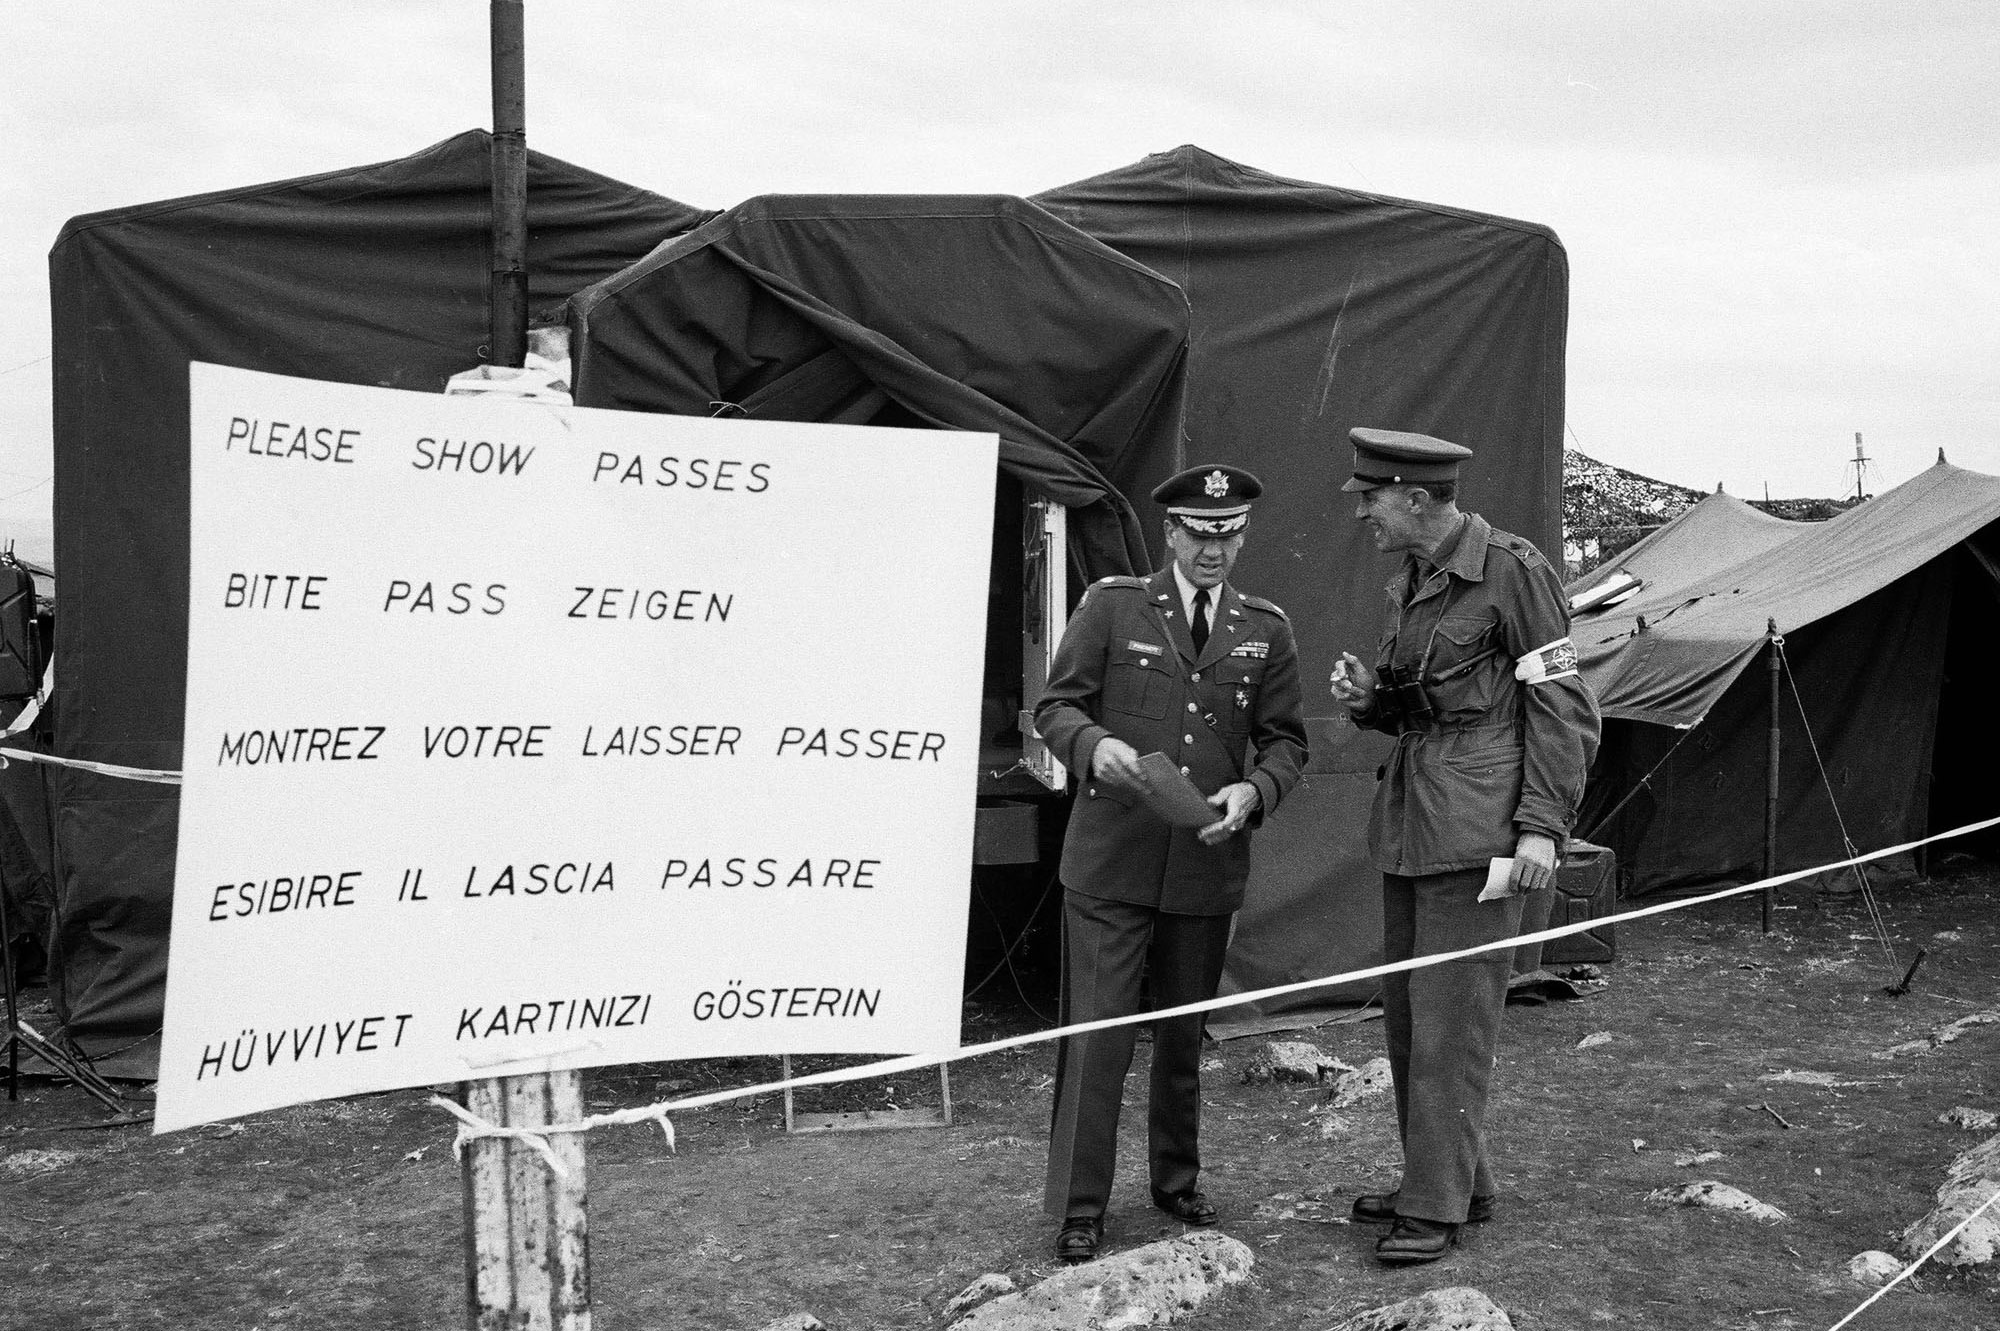 PLEASE SHOW PASSES
BITTE PASS ZEIGEN
MONTREZ VOTRE LAISSER PASSER
ESIBIRE IL LASCIA PASSARE
HÜVVIYET KARTINIZI GÖSTERIN